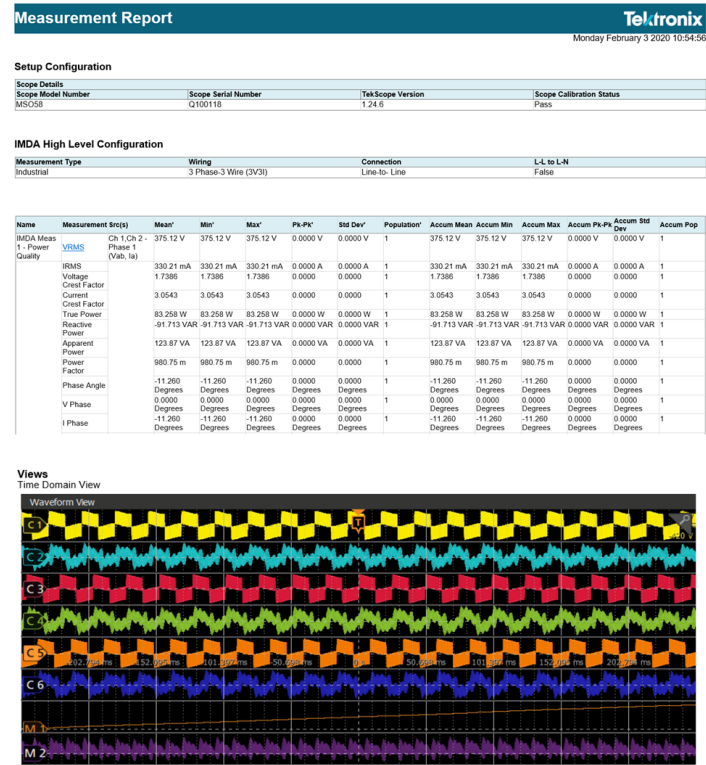 Measurement Report
Tektronix
Monday February 3 2020 10:54:56
Setup Configuration
Scope Details
Scope Model Number Scope Serial Number TekScope Version Scope Calibration Status
MSO58 Q100118 1.24.6 Pass
IMDA High Level Configuration
Measurement Type Wiring Connection L-L to L-N
Industrial 3 Phase-3 Wire (3V3I) Line-to- Line False
Name Measurement Src(s) Mean' Min' Max' Pk-Pk' Std Dev' Population' Accum Mean Accum Min Accum Max Accum Pk-Pk Accum Std Dev Accum Pop
IMDA Meas 1 - Power Quality VRMS Ch 1,Ch 2 - Phase 1 (Vab, Ia) 375.12 V 375.12 V 375.12 V 0.0000 V 0.0000 V 1 375.12 V 375.12 V 375.12 V 0.0000 V 0.0000 V 1
IRMS 330.21 mA 330.21 mA 330.21 mA 0.0000 A 0.0000 A 1 330.21 mA 330.21 mA 330.21 mA 0.0000 A 0.0000 A 1
Voltage Crest Factor 1.7386 1.7386 1.7386 0.0000 0.0000 1 1.7386 1.7386 1.7386 0.0000 0.0000 1
Current Crest Factor 3.0543 3.0543 3.0543 0.0000 0.0000 1 3.0543 3.0543 3.0543 0.0000 0.0000 1
True Power 83.258 W 83.258 W 83.258 W 0.0000 W 0.0000 W 1 83.258 W 83.258 W 83.258 W 0.0000 W 0.0000 W 1
Reactive Power -91.713 VAR -91.713 VAR -91.713 VAR 0.0000 VAR 0.0000 VAR 1 -91.713 VAR -91.713 VAR -91.713 VAR 0.0000 VAR 0.0000 VAR 1
Apparent Power 123.87 VA 123.87 VA 123.87 VA 0.0000 VA 0.0000 VA 1 123.87 VA 123.87 VA 123.87 VA 0.0000 VA 0.0000 VA 1
Power Factor 980.75 m 980.75 m 980.75 m 0.0000 0.0000 1 980.75 m 980.75 m 980.75 m 0.0000 0.0000 1
Phase Angle -11.260 Degrees -11.260 Degrees -11.260 Degrees 0.0000 Degrees 0.0000 Degrees 1 -11.260 Degrees -11.260 Degrees -11.260 Degrees 0.0000 Degrees 0.0000 Degrees 1
V Phase 0.0000 Degrees 0.0000 Degrees 0.0000 Degrees 0.0000 Degrees 0.0000 Degrees 1 0.0000 Degrees 0.0000 Degrees 0.0000 Degrees 0.0000 Degrees 0.0000 Degrees 1
I Phase -11.260 Degrees -11.260 Degrees -11.260 Degrees 0.0000 Degrees 0.0000 Degrees 1 -11.260 Degrees -11.260 Degrees -11.260 Degrees 0.0000 Degrees 0.0000 Degrees 1
Views
Time Domain View
Waveform View
T
C 1
C 2
C 3
C 4
C 5
C 6
M 1
M 2